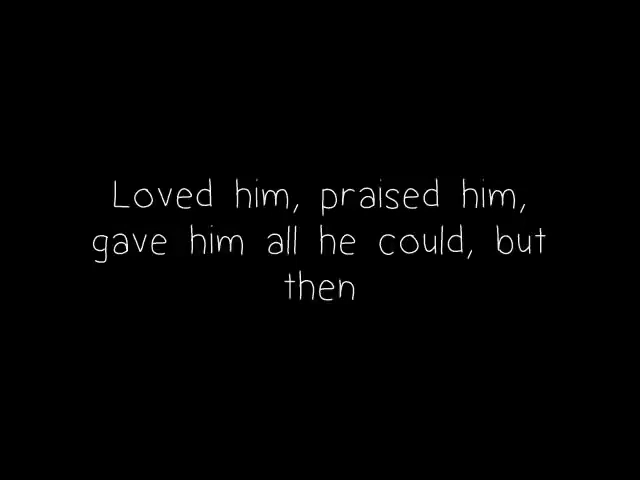 Loved him, praised him,
gave him all he could, but
then